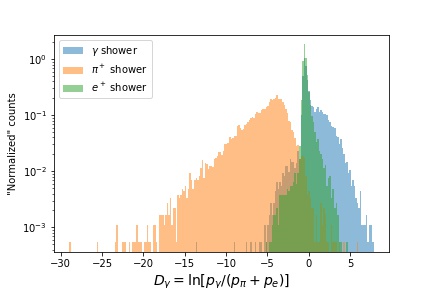 γ shower
π⁺ shower
e⁺ shower
10⁰
10⁻¹
10⁻²
10⁻³
"Normalized" counts
−30 −25 −20 −15 −10 −5 0 5
D_γ = ln[p_γ/(p_π + p_e)]